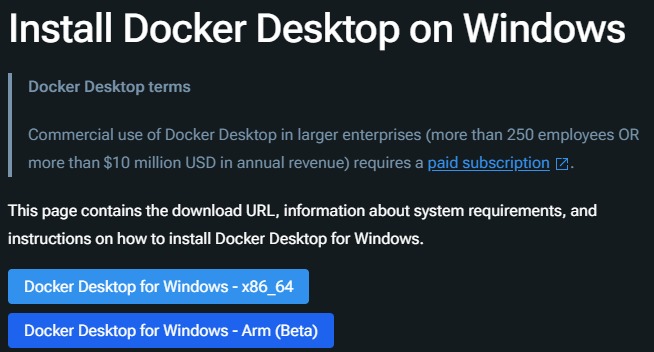 Install Docker Desktop on Windows
Docker Desktop terms
Commercial use of Docker Desktop in larger enterprises (more than 250 employees OR
more than $10 million USD in annual revenue) requires a paid subscription.
This page contains the download URL, information about system requirements, and
instructions on how to install Docker Desktop for Windows.
Docker Desktop for Windows - x86_64
Docker Desktop for Windows - Arm (Beta)